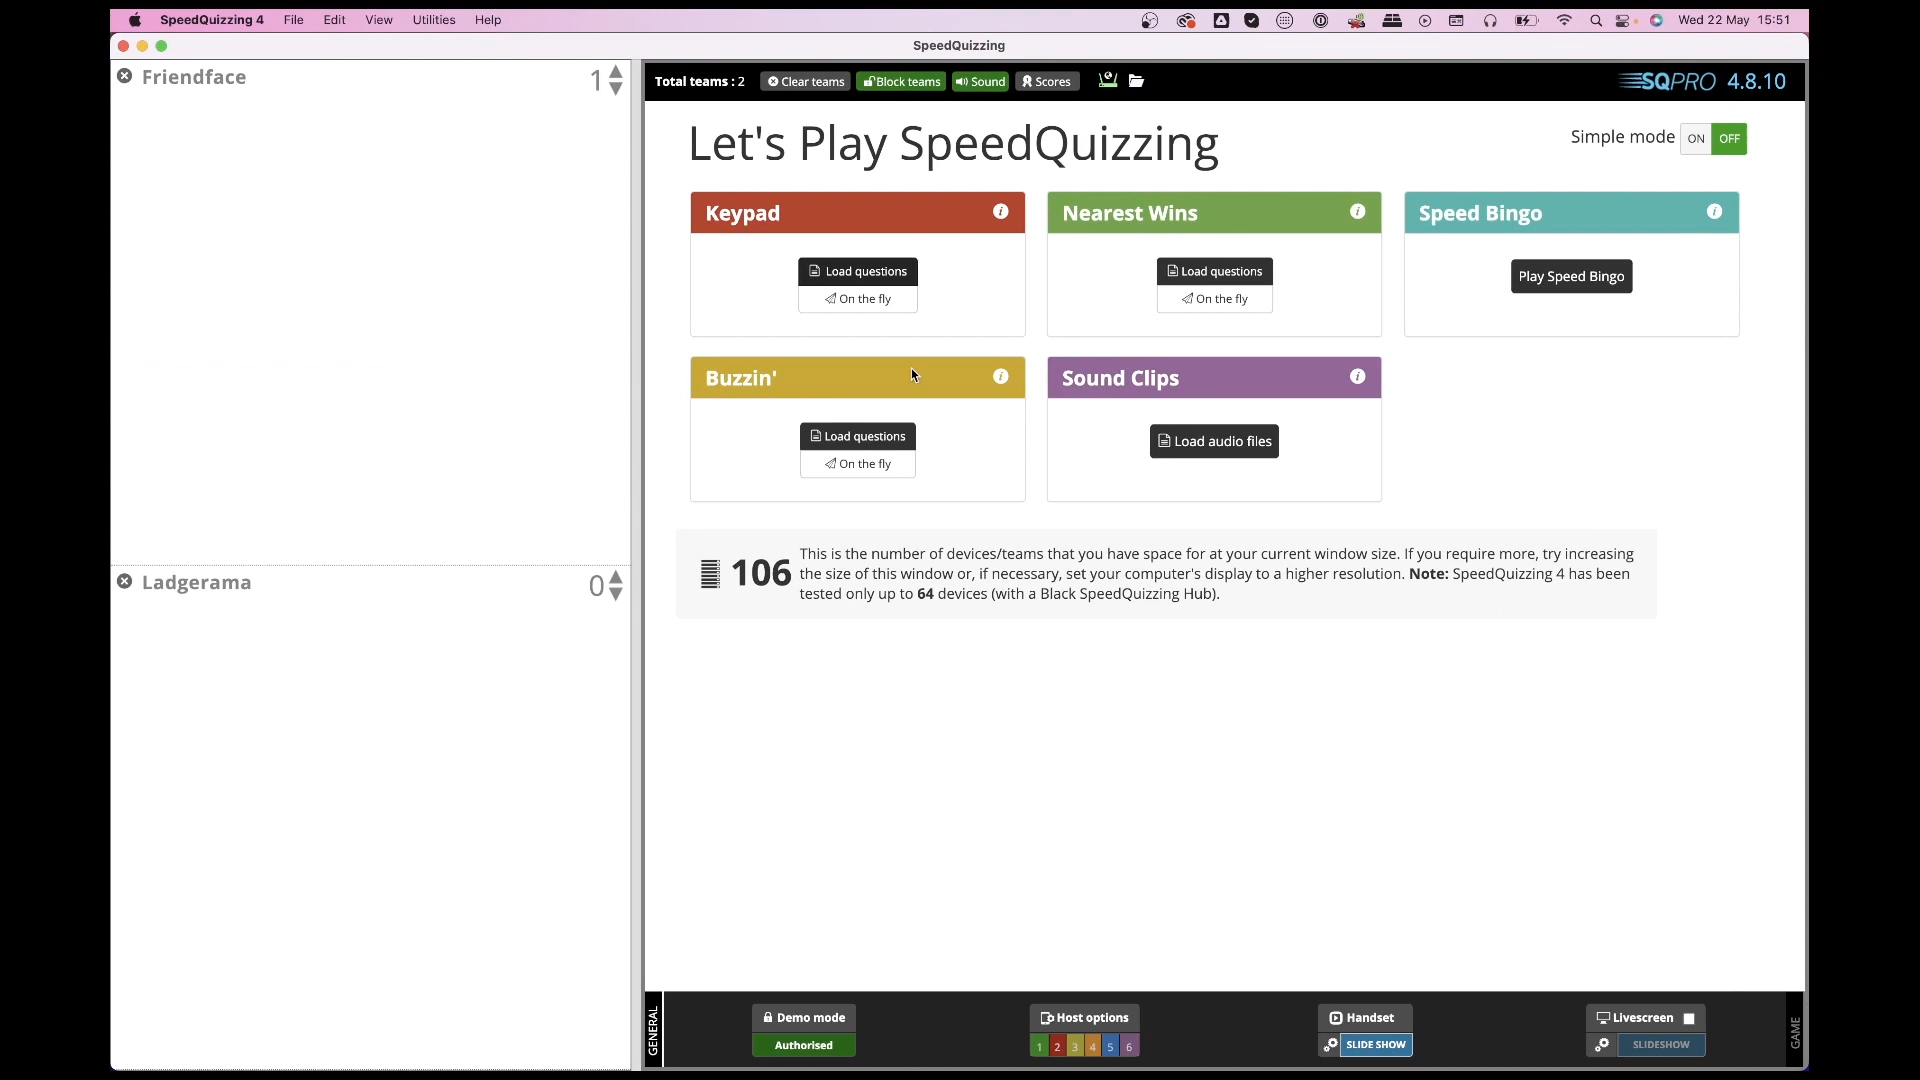 SpeedQuizzing 4 File Edit View Utilities Help Wed 22 May 15:51
SpeedQuizzing
Friendface 1
Ladgerama 0
Total teams : 2 Clear teams Block teams Sound Scores SQPRO 4.8.10
Let's Play SpeedQuizzing Simple mode ON OFF
Keypad Nearest Wins Speed Bingo
Load questions Load questions Play Speed Bingo
On the fly On the fly
Buzzin' Sound Clips
Load questions Load audio files
On the fly
106 This is the number of devices/teams that you have space for at your current window size. If you require more, try increasing
the size of this window or, if necessary, set your computer's display to a higher resolution. Note: SpeedQuizzing 4 has been
tested only up to 64 devices (with a Black SpeedQuizzing Hub).
GENERAL
Demo mode Host options Handset Livescreen
Authorised 1 2 3 4 5 6 SLIDE SHOW SLIDESHOW
GAME